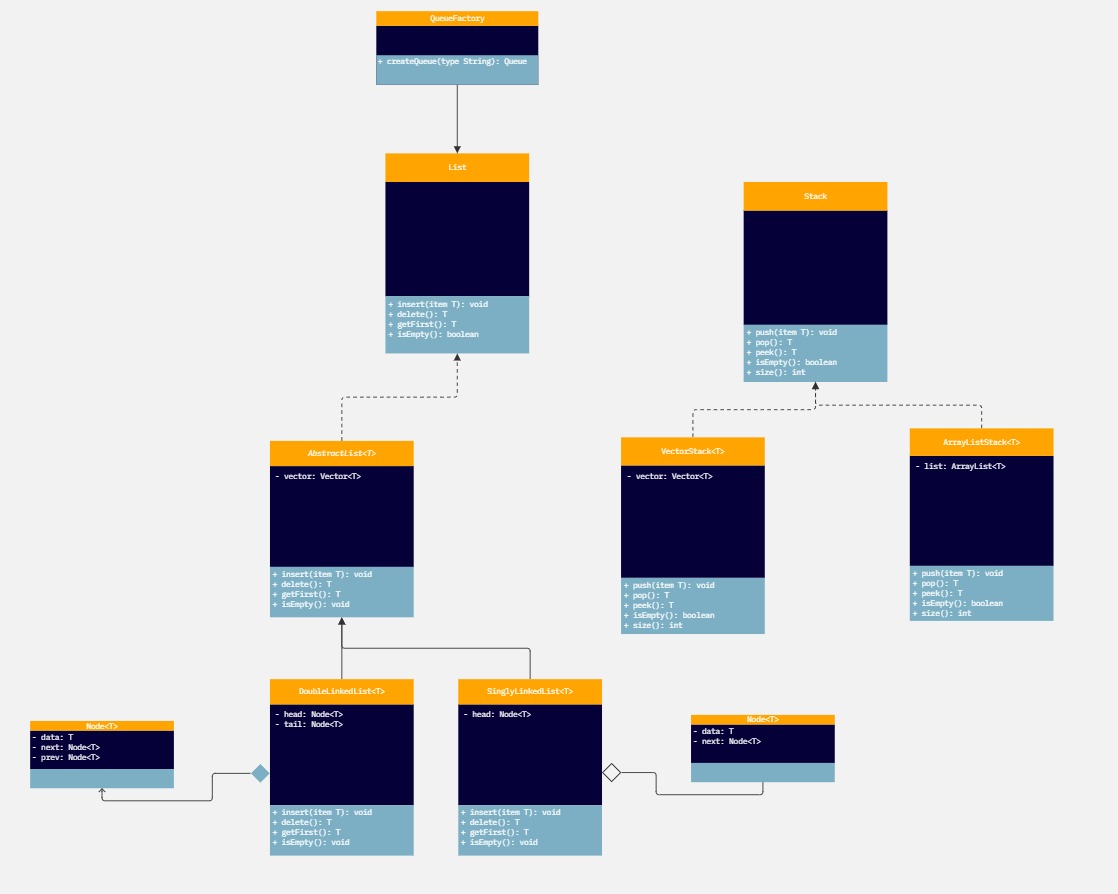 QueueFactory
+ createQueue(type String): Queue
List
+ insert(item T): void
+ delete(): T
+ getFirst(): T
+ isEmpty(): boolean
Stack
+ push(item T): void
+ pop(): T
+ peek(): T
+ isEmpty(): boolean
+ size(): int
AbstractList<T>
- vector: Vector<T>
+ insert(item T): void
+ delete(): T
+ getFirst(): T
+ isEmpty(): void
VectorStack<T>
- vector: Vector<T>
+ push(item T): void
+ pop(): T
+ peek(): T
+ isEmpty(): boolean
+ size(): int
ArrayListStack<T>
- list: ArrayList<T>
+ push(item T): void
+ pop(): T
+ peek(): T
+ isEmpty(): boolean
+ size(): int
Node<T>
- data: T
- next: Node<T>
- prev: Node<T>
DoubleLinkedList<T>
- head: Node<T>
- tail: Node<T>
+ insert(item T): void
+ delete(): T
+ getFirst(): T
+ isEmpty(): void
SinglyLinkedList<T>
- head: Node<T>
+ insert(item T): void
+ delete(): T
+ getFirst(): T
+ isEmpty(): void
Node<T>
- data: T
- next: Node<T>